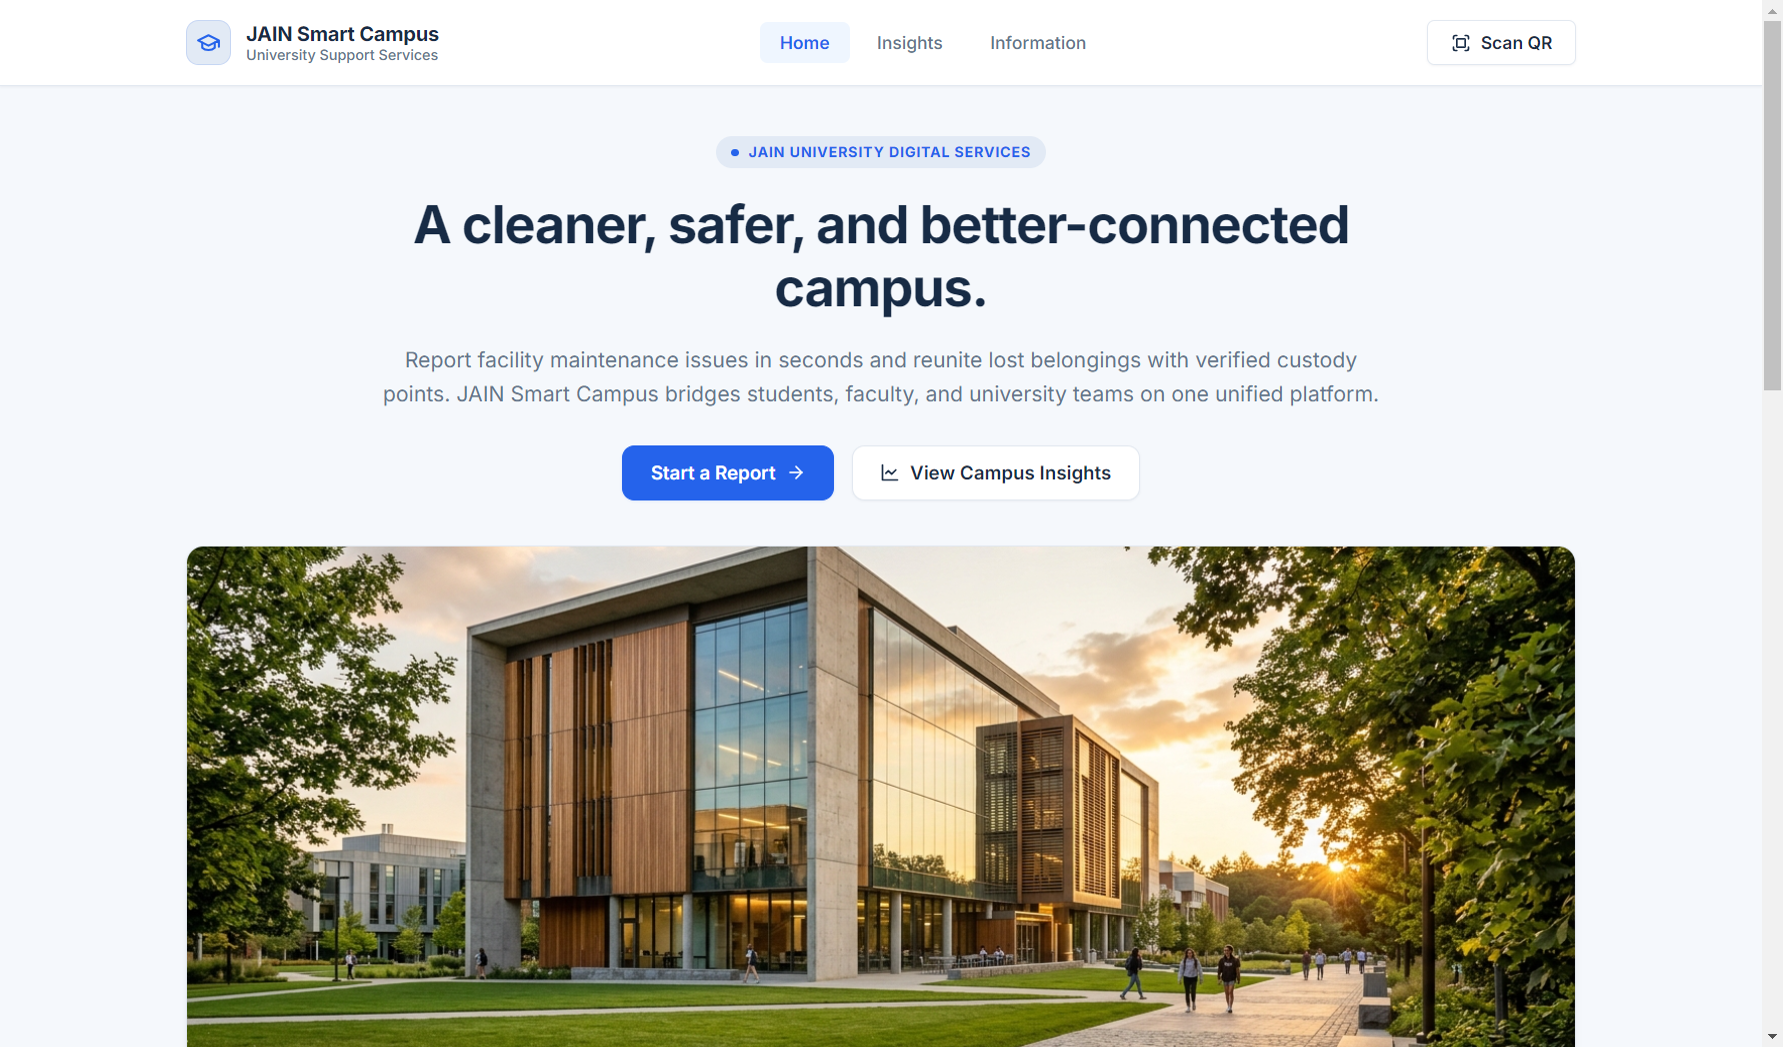 JAIN Smart Campus
University Support Services
Home
Insights
Information
Scan QR
JAIN UNIVERSITY DIGITAL SERVICES
A cleaner, safer, and better-connected
campus.
Report facility maintenance issues in seconds and reunite lost belongings with verified custody
points. JAIN Smart Campus bridges students, faculty, and university teams on one unified platform.
Start a Report
View Campus Insights